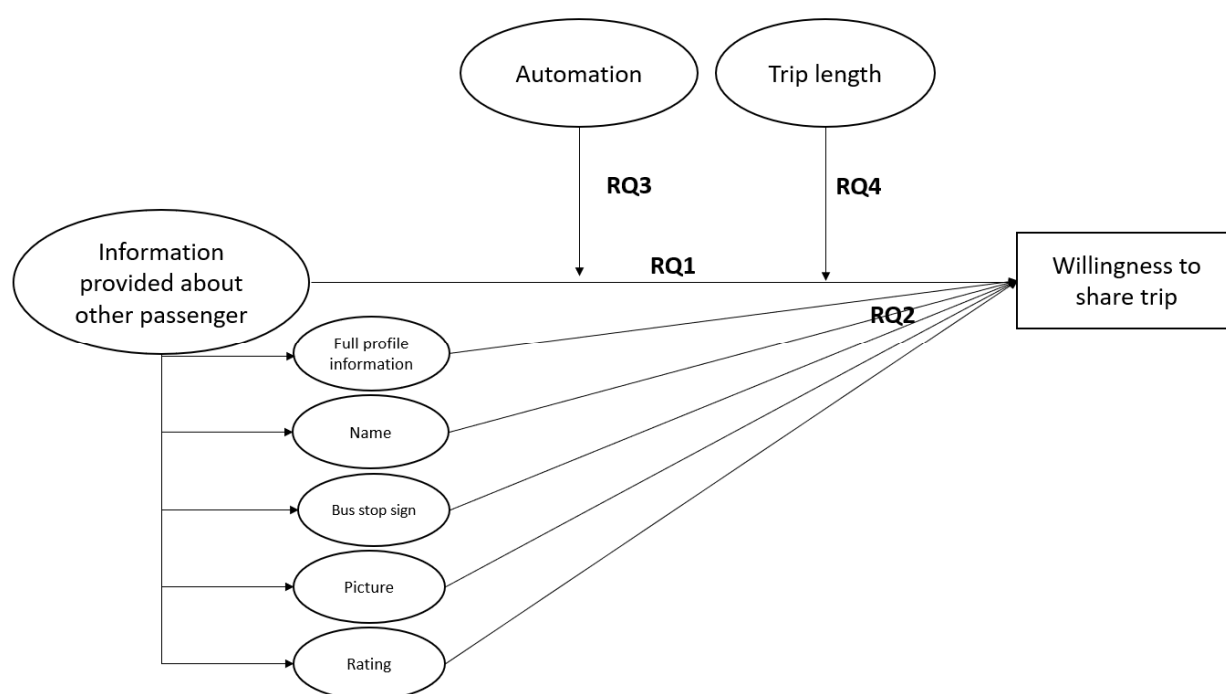 Automation
Trip length
RQ3
RQ4
Information
provided about
other passenger
RQ1
Willingness to
share trip
RQ2
Full profile
information
Name
Bus stop sign
Picture
Rating